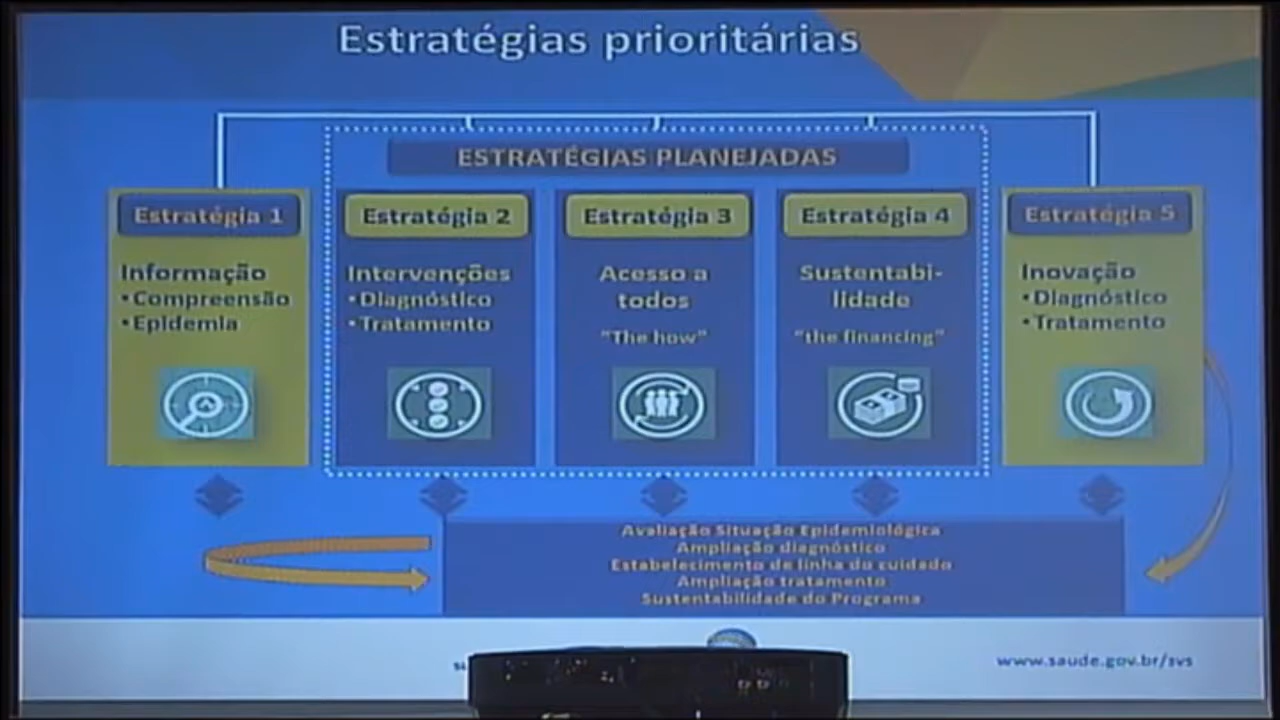 Estratégias prioritárias
ESTRATÉGIAS PLANEJADAS
Estratégia 1
Informação
• Compreensão
• Epidemia
Estratégia 2
Intervenções
• Diagnóstico
• Tratamento
Estratégia 3
Acesso a
todos
"The how"
Estratégia 4
Sustentabi-
lidade
"the financing"
Estratégia 5
Inovação
• Diagnóstico
• Tratamento
Avaliação Situação Epidemiológica
Ampliação diagnóstico
Estabelecimento de linha do cuidado
Ampliação tratamento
Sustentabilidade do Programa
www.saude.gov.br/svs